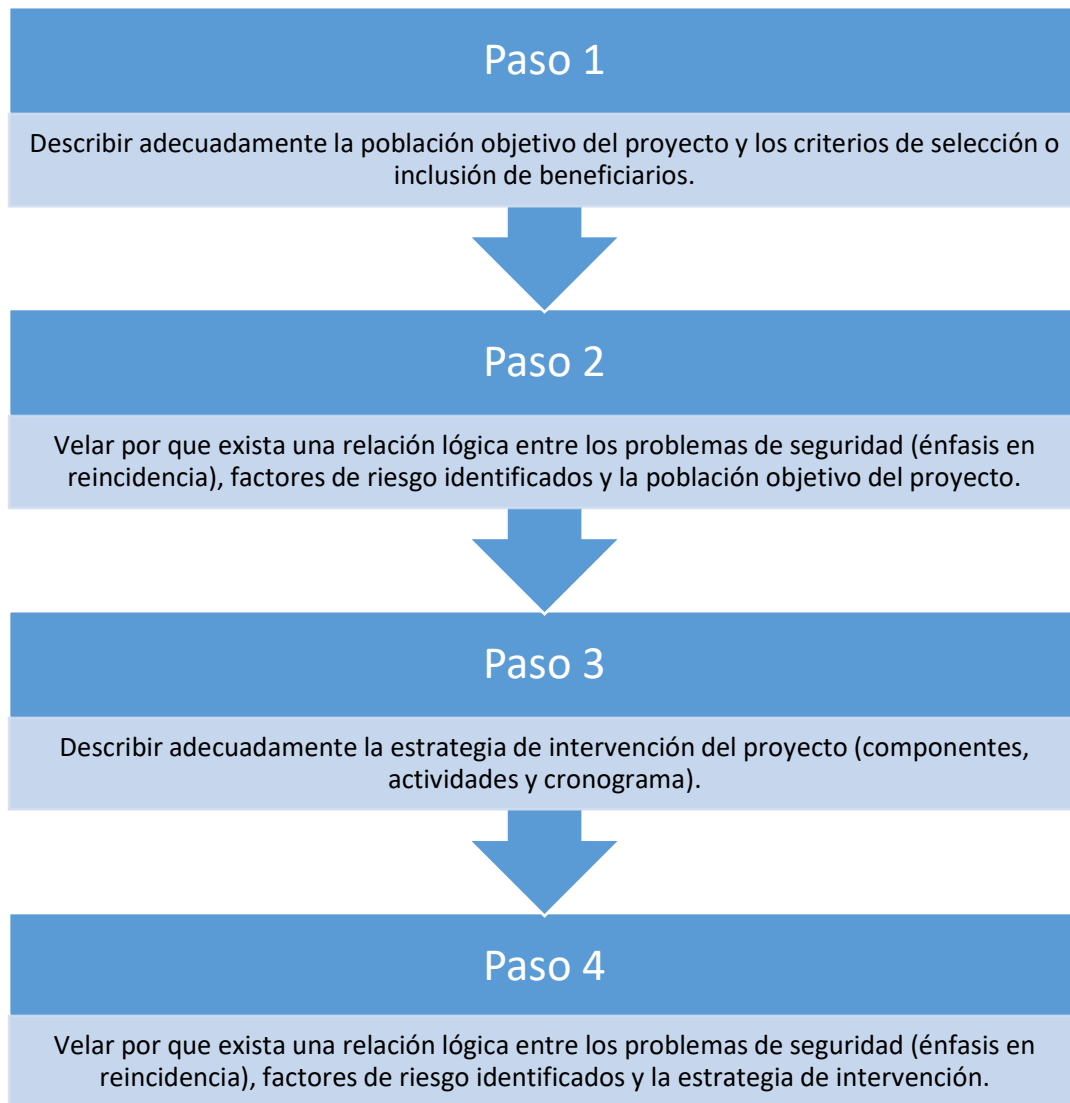 Paso 1
Describir adecuadamente la población objetivo del proyecto y los criterios de selección o
inclusión de beneficiarios.
Paso 2
Velar por que exista una relación lógica entre los problemas de seguridad (énfasis en
reincidencia), factores de riesgo identificados y la población objetivo del proyecto.
Paso 3
Describir adecuadamente la estrategia de intervención del proyecto (componentes,
actividades y cronograma).
Paso 4
Velar por que exista una relación lógica entre los problemas de seguridad (énfasis en
reincidencia), factores de riesgo identificados y la estrategia de intervención.